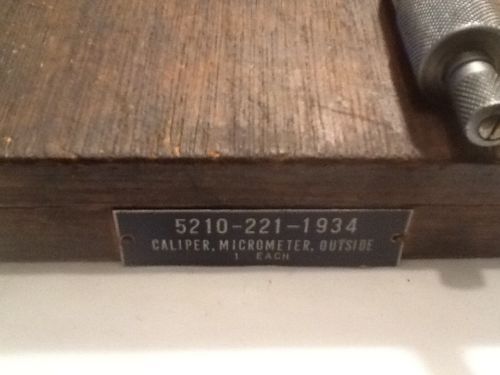 5210-221-1934
CALIPER, MICROMETER, OUTSIDE
1 EACH